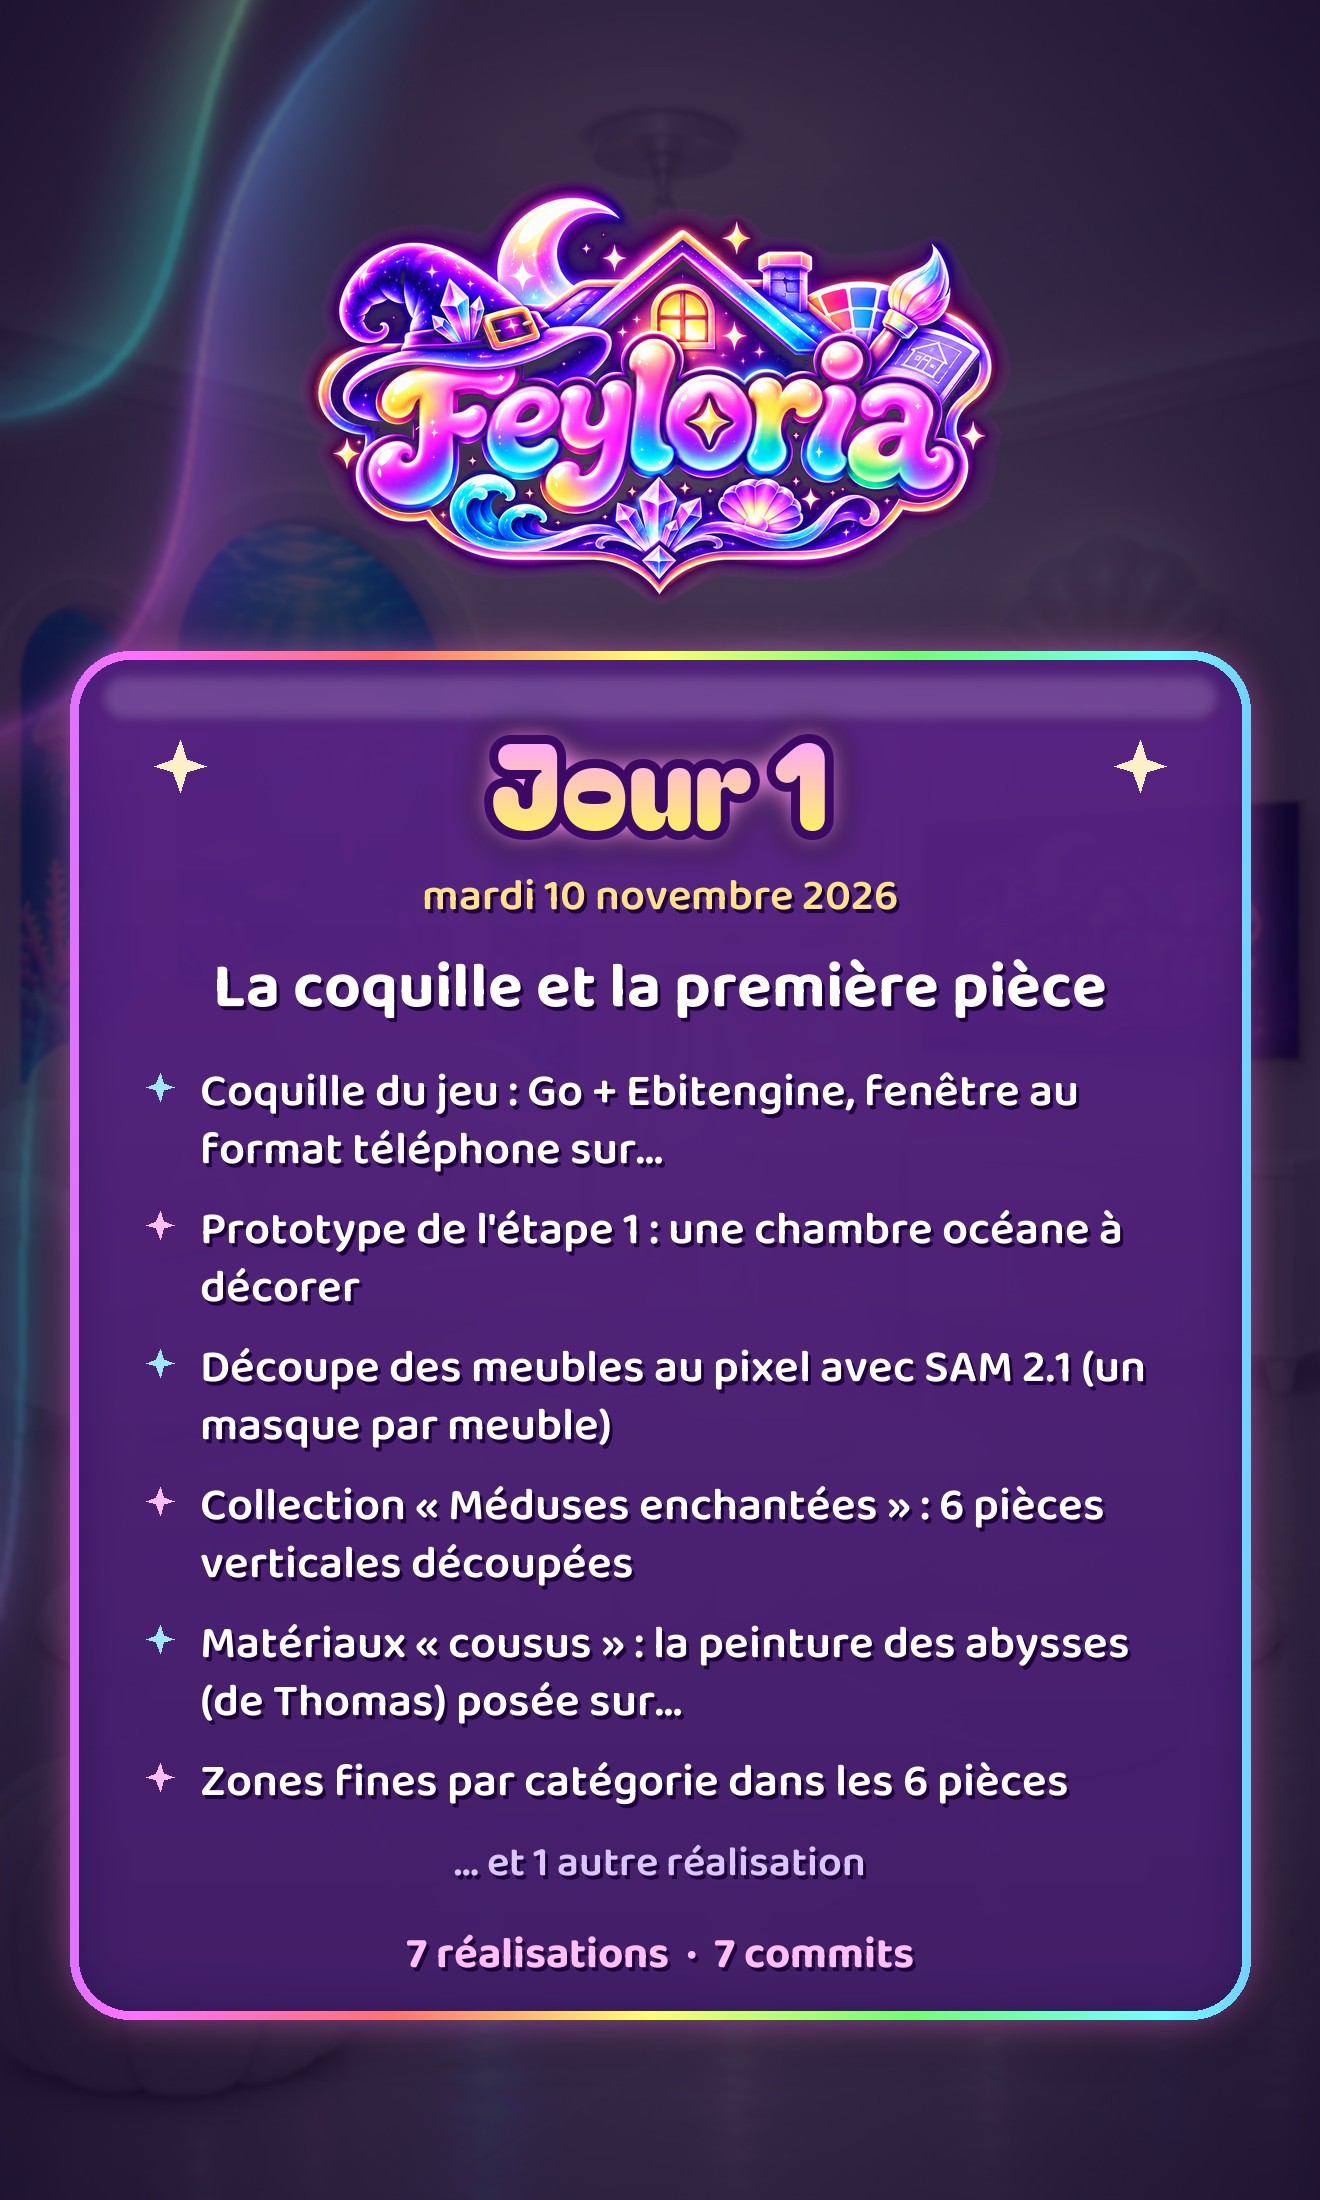 Feyloria
Jour 1
mardi 10 novembre 2026
La coquille et la première pièce
Coquille du jeu : Go + Ebitengine, fenêtre au
format téléphone sur...
Prototype de l'étape 1 : une chambre océane à
décorer
Découpe des meubles au pixel avec SAM 2.1 (un
masque par meuble)
Collection « Méduses enchantées » : 6 pièces
verticales découpées
Matériaux « cousus » : la peinture des abysses
(de Thomas) posée sur...
Zones fines par catégorie dans les 6 pièces
... et 1 autre réalisation
7 réalisations · 7 commits